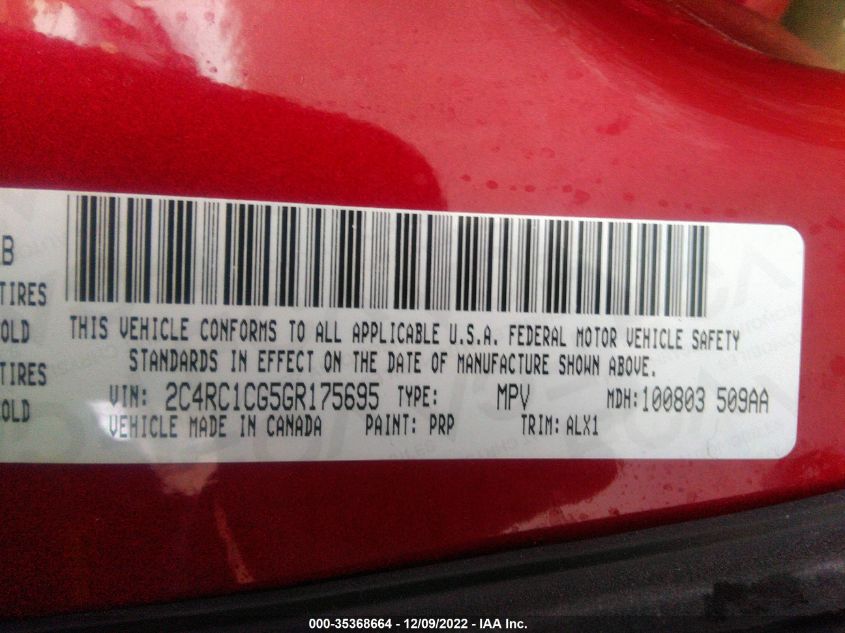 B
TIRES
OLD
TIRES
OLD
THIS VEHICLE CONFORMS TO ALL APPLICABLE U.S.A. FEDERAL MOTOR VEHICLE SAFETY
STANDARDS IN EFFECT ON THE DATE OF MANUFACTURE SHOWN ABOVE.
VIN: 2C4RC1CG5GR175695 TYPE: MPV MDH:100803 509AA
VEHICLE MADE IN CANADA PAINT: PRP TRIM: ALX1
000-35368664 - 12/09/2022 - IAA Inc.